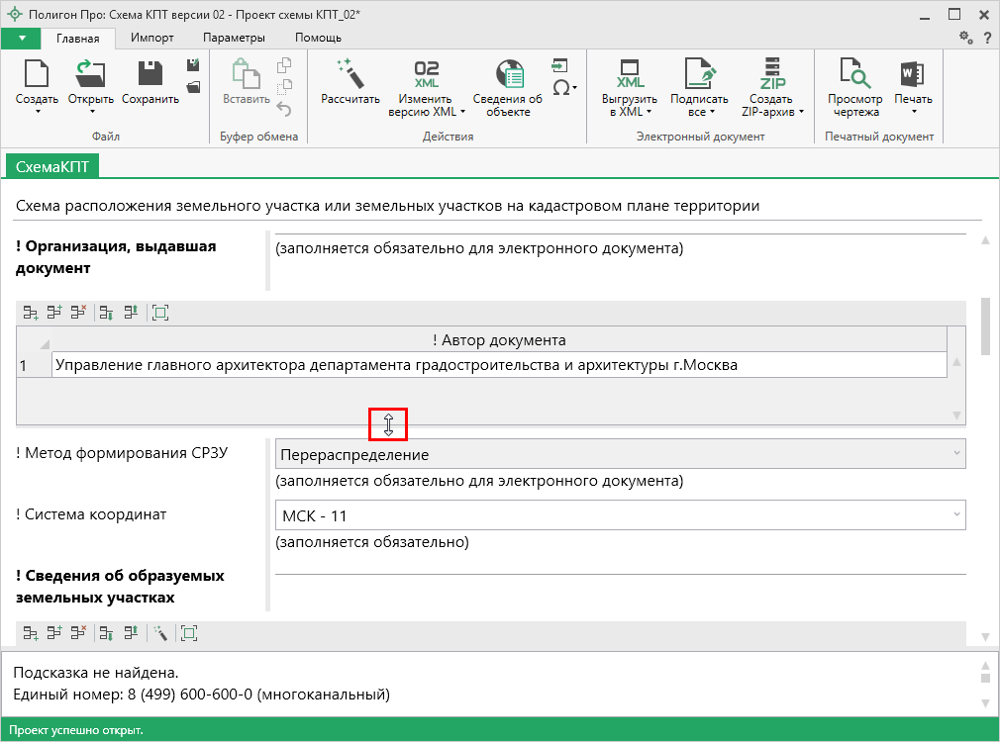 Полигон Про: Схема КПТ версии 02 - Проект схемы КПТ_02*
Главная Импорт Параметры Помощь ?
Создать Открыть Сохранить Вставить Рассчитать 02 XML Изменить версию XML Сведения об объекте Ω XML Выгрузить в XML Подписать все ZIP Создать ZIP-архив Просмотр чертежа W Печать
Файл Буфер обмена Действия Электронный документ Печатный документ
СхемаКПТ
Схема расположения земельного участка или земельных участков на кадастровом плане территории
! Организация, выдавшая
документ
(заполняется обязательно для электронного документа)
! Автор документа
1 Управление главного архитектора департамента градостроительства и архитектуры г.Москва
! Метод формирования СРЗУ Перераспределение
(заполняется обязательно для электронного документа)
! Система координат МСК - 11
(заполняется обязательно)
! Сведения об образуемых
земельных участках
Подсказка не найдена.
Единый номер: 8 (499) 600-600-0 (многоканальный)
Проект успешно открыт.